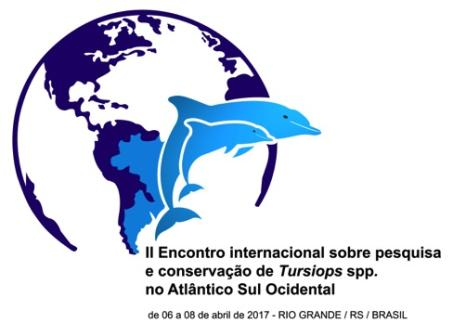 II Encontro internacional sobre pesquisa
e conservação de Tursiops spp.
no Atlântico Sul Ocidental
de 06 a 08 de abril de 2017 - RIO GRANDE / RS / BRASIL